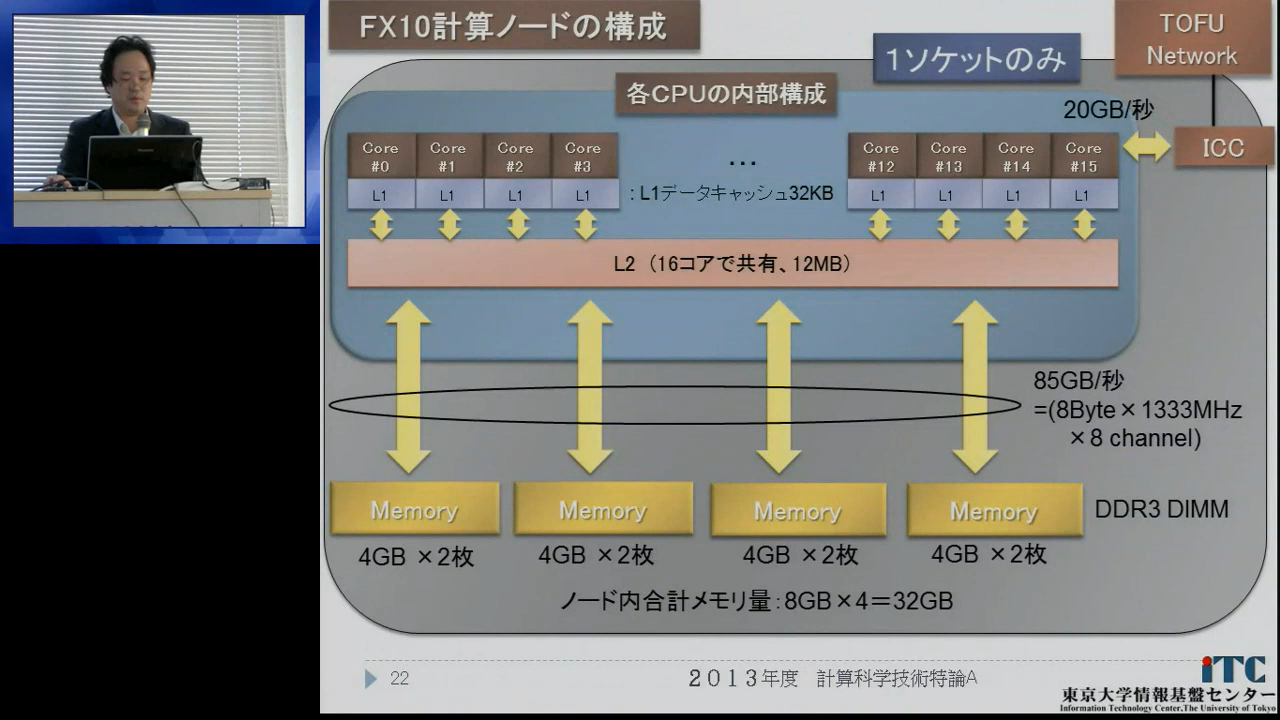 FX10計算ノードの構成
1ソケットのみ
TOFU
Network
各CPUの内部構成
20GB/秒
ICC
Core
#0
Core
#1
Core
#2
Core
#3
…
Core
#12
Core
#13
Core
#14
Core
#15
L1
L1
L1
L1
：L1データキャッシュ32KB
L1
L1
L1
L1
L2（16コアで共有、12MB）
85GB/秒
=(8Byte×1333MHz
×8 channel)
Memory
Memory
Memory
Memory
DDR3 DIMM
4GB ×2枚
4GB ×2枚
4GB ×2枚
4GB ×2枚
ノード内合計メモリ量：8GB×4＝32GB
22
２０１３年度　計算科学技術特論A
iTC
東京大学情報基盤センター
Information Technology Center,The University of Tokyo